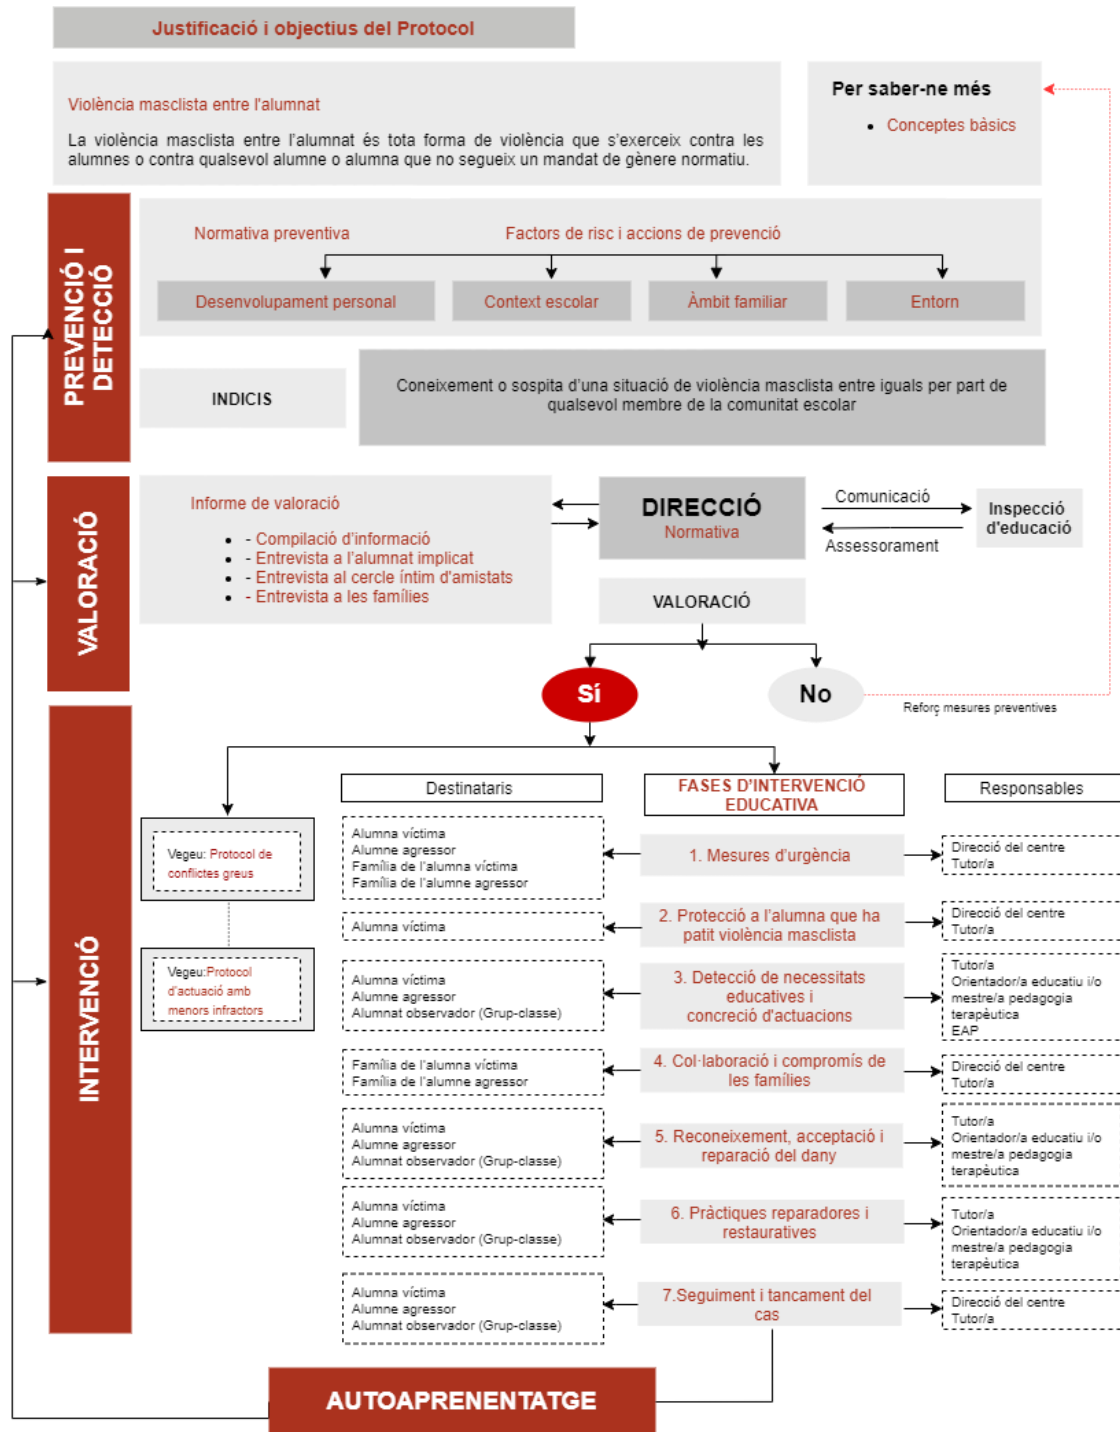 Justificació i objectius del Protocol
Violència masclista entre l'alumnat
La violència masclista entre l'alumnat és tota forma de violència que s'exerceix contra les
alumnes o contra qualsevol alumne o alumna que no segueix un mandat de gènere normatiu.
Per saber-ne més
• Conceptes bàsics
PREVENCIÓ I
DETECCIÓ
Normativa preventiva
Factors de risc i accions de prevenció
Desenvolupament personal
Context escolar
Àmbit familiar
Entorn
INDICIS
Coneixement o sospita d'una situació de violència masclista entre iguals per part de
qualsevol membre de la comunitat escolar
VALORACIÓ
Informe de valoració
• - Compilació d'informació
• - Entrevista a l'alumnat implicat
• - Entrevista al cercle íntim d'amistats
• - Entrevista a les famílies
DIRECCIÓ
Normativa
Comunicació
Assessorament
Inspecció
d'educació
VALORACIÓ
Sí
No
Reforç mesures preventives
INTERVENCIÓ
Vegeu: Protocol de
conflictes greus
Vegeu:Protocol
d'actuació amb
menors infractors
Destinataris
FASES D'INTERVENCIÓ
EDUCATIVA
Responsables
Alumna víctima
Alumne agressor
Família de l'alumna víctima
Família de l'alumne agressor
1. Mesures d'urgència
Direcció del centre
Tutor/a
Alumna víctima
2. Protecció a l'alumna que ha
patit violència masclista
Direcció del centre
Tutor/a
Alumna víctima
Alumne agressor
Alumnat observador (Grup-classe)
3. Detecció de necessitats
educatives i
concreció d'actuacions
Tutor/a
Orientador/a educatiu i/o
mestre/a pedagogia
terapèutica
EAP
Família de l'alumna víctima
Família de l'alumne agressor
4. Col·laboració i compromís de
les famílies
Direcció del centre
Tutor/a
Alumna víctima
Alumne agressor
Alumnat observador (Grup-classe)
5. Reconeixement, acceptació i
reparació del dany
Tutor/a
Orientador/a educatiu i/o
mestre/a pedagogia
terapèutica
Alumna víctima
Alumne agressor
Alumnat observador (Grup-classe)
6. Pràctiques reparadores i
restauratives
Tutor/a
Orientador/a educatiu i/o
mestre/a pedagogia
terapèutica
Alumna víctima
Alumne agressor
Alumnat observador (Grup-classe)
7.Seguiment i tancament del
cas
Direcció del centre
Tutor/a
AUTOAPRENENTATGE